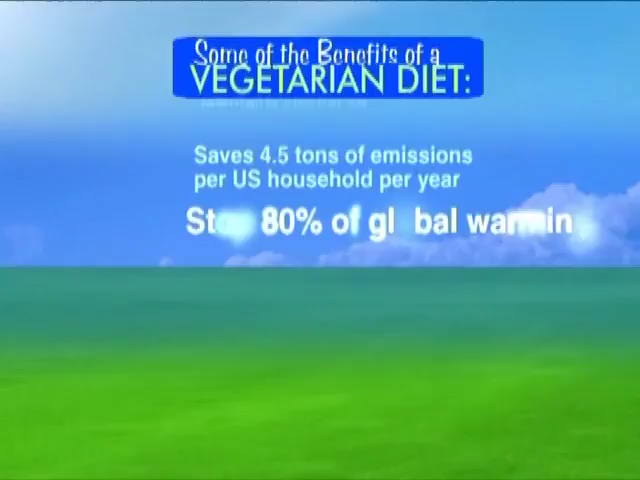 Some of the Benefits of a
VEGETARIAN DIET:
Saves 4.5 tons of emissions
per US household per year
80% of